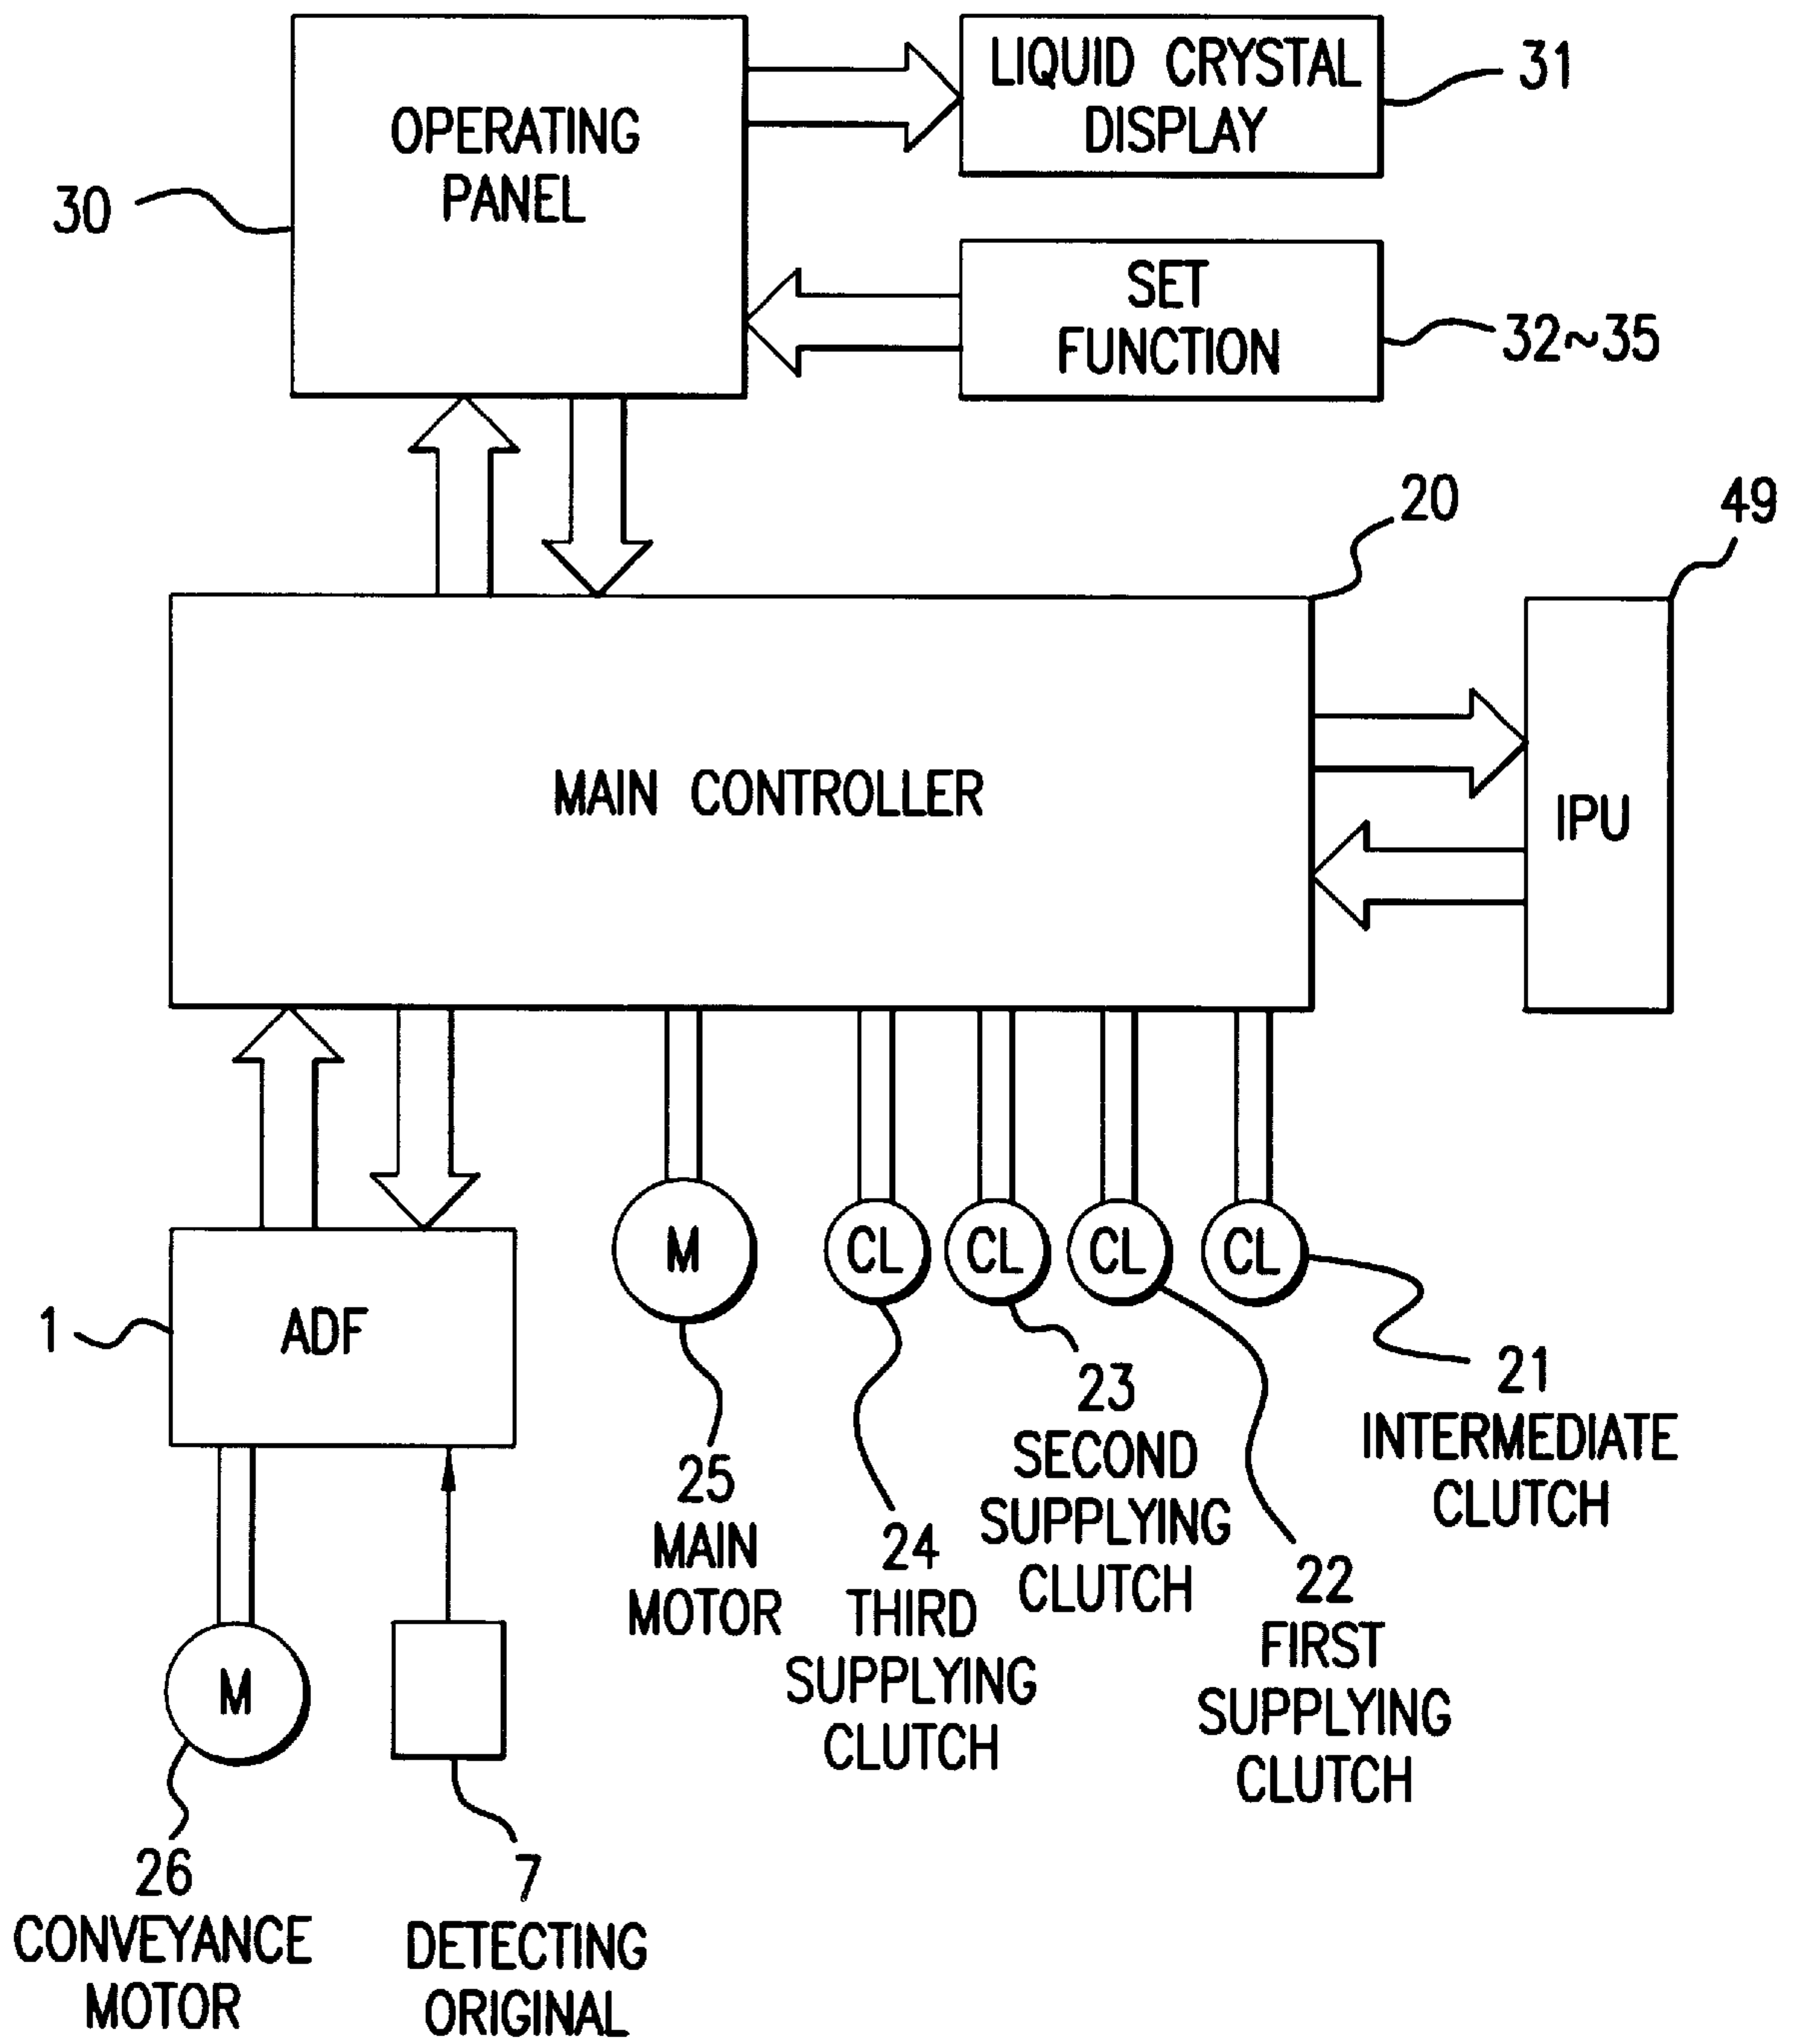 OPERATING
PANEL
30
LIQUID CRYSTAL
DISPLAY
31
SET
FUNCTION
32~35
MAIN CONTROLLER
20
49
IPU
ADF
1
M
CL
CL
CL
CL
25
MAIN
MOTOR
24
THIRD
SUPPLYING
CLUTCH
23
SECOND
SUPPLYING
CLUTCH
22
FIRST
SUPPLYING
CLUTCH
21
INTERMEDIATE
CLUTCH
M
26
CONVEYANCE
MOTOR
7
DETECTING
ORIGINAL